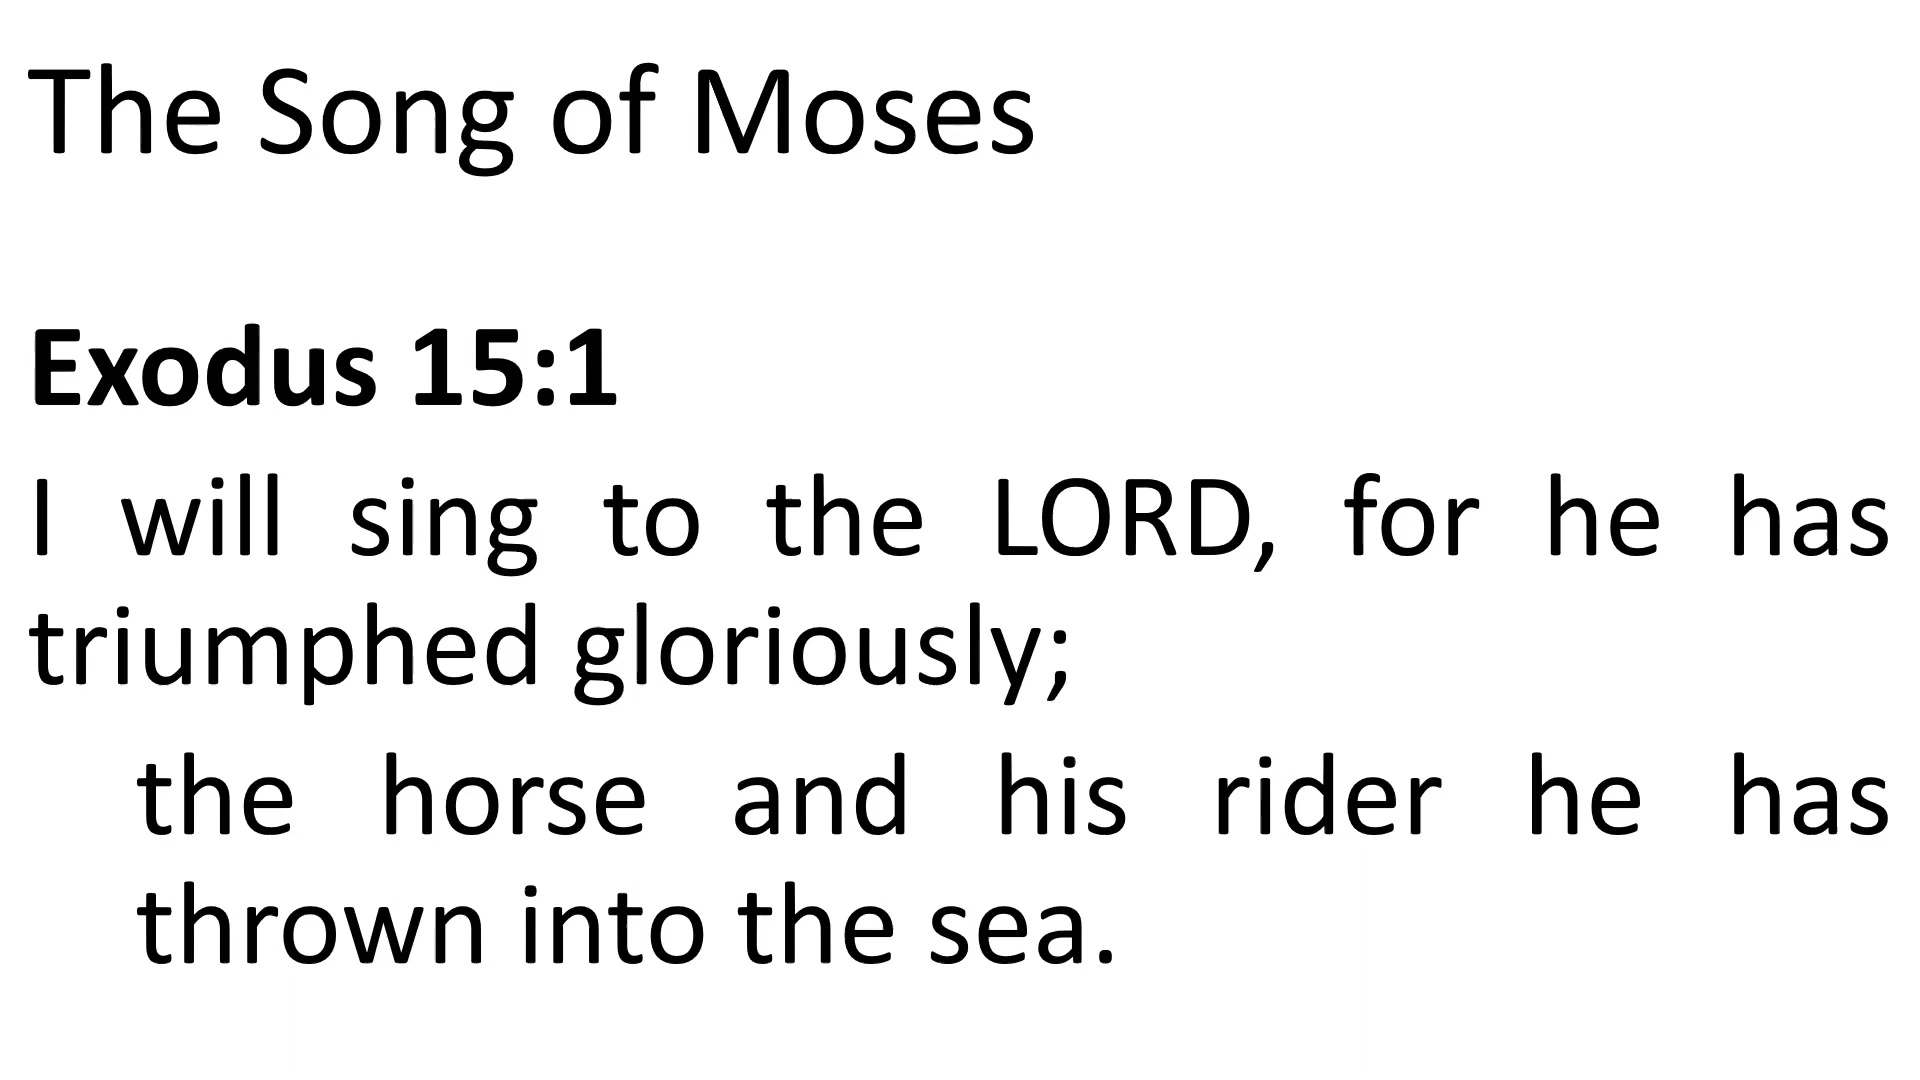 The Song of Moses
Exodus 15:1
I will sing to the LORD, for he has
triumphed gloriously;
the horse and his rider he has
thrown into the sea.